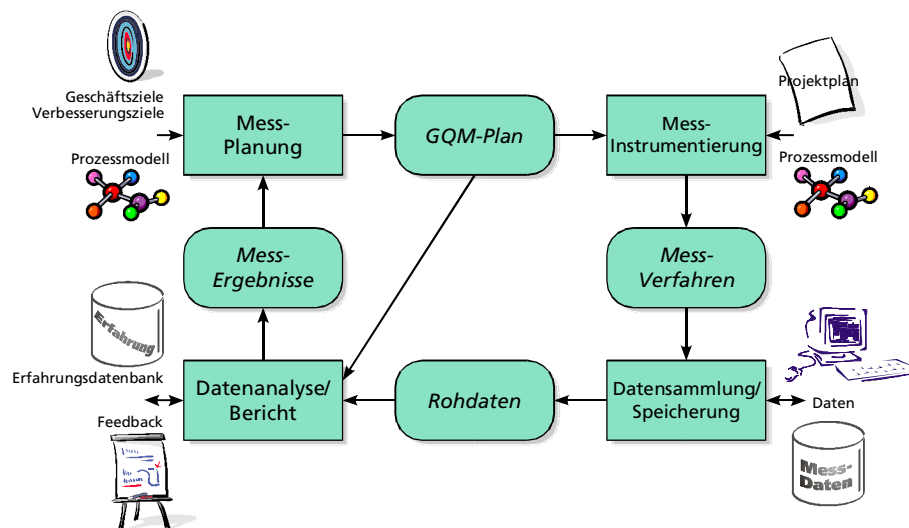 Geschäftsziele
Verbesserungsziele
Prozessmodell
Mess-
Planung
GQM-Plan
Mess-
Instrumentierung
Projektplan
Prozessmodell
Mess-
Ergebnisse
Mess-
Verfahren
Erfahrung
Erfahrungsdatenbank
Feedback
Datenanalyse/
Bericht
Rohdaten
Datensammlung/
Speicherung
Daten
Mess-
Daten